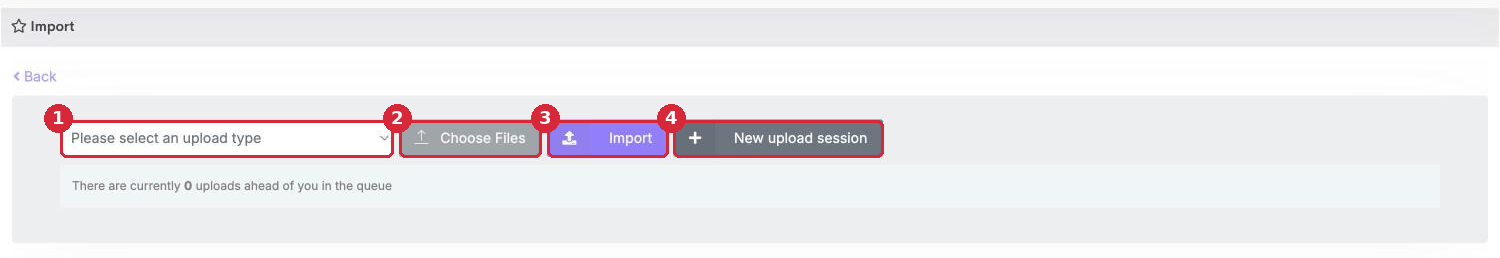 Import
Back
1 2 3 4
Please select an upload type Choose Files Import New upload session
There are currently 0 uploads ahead of you in the queue